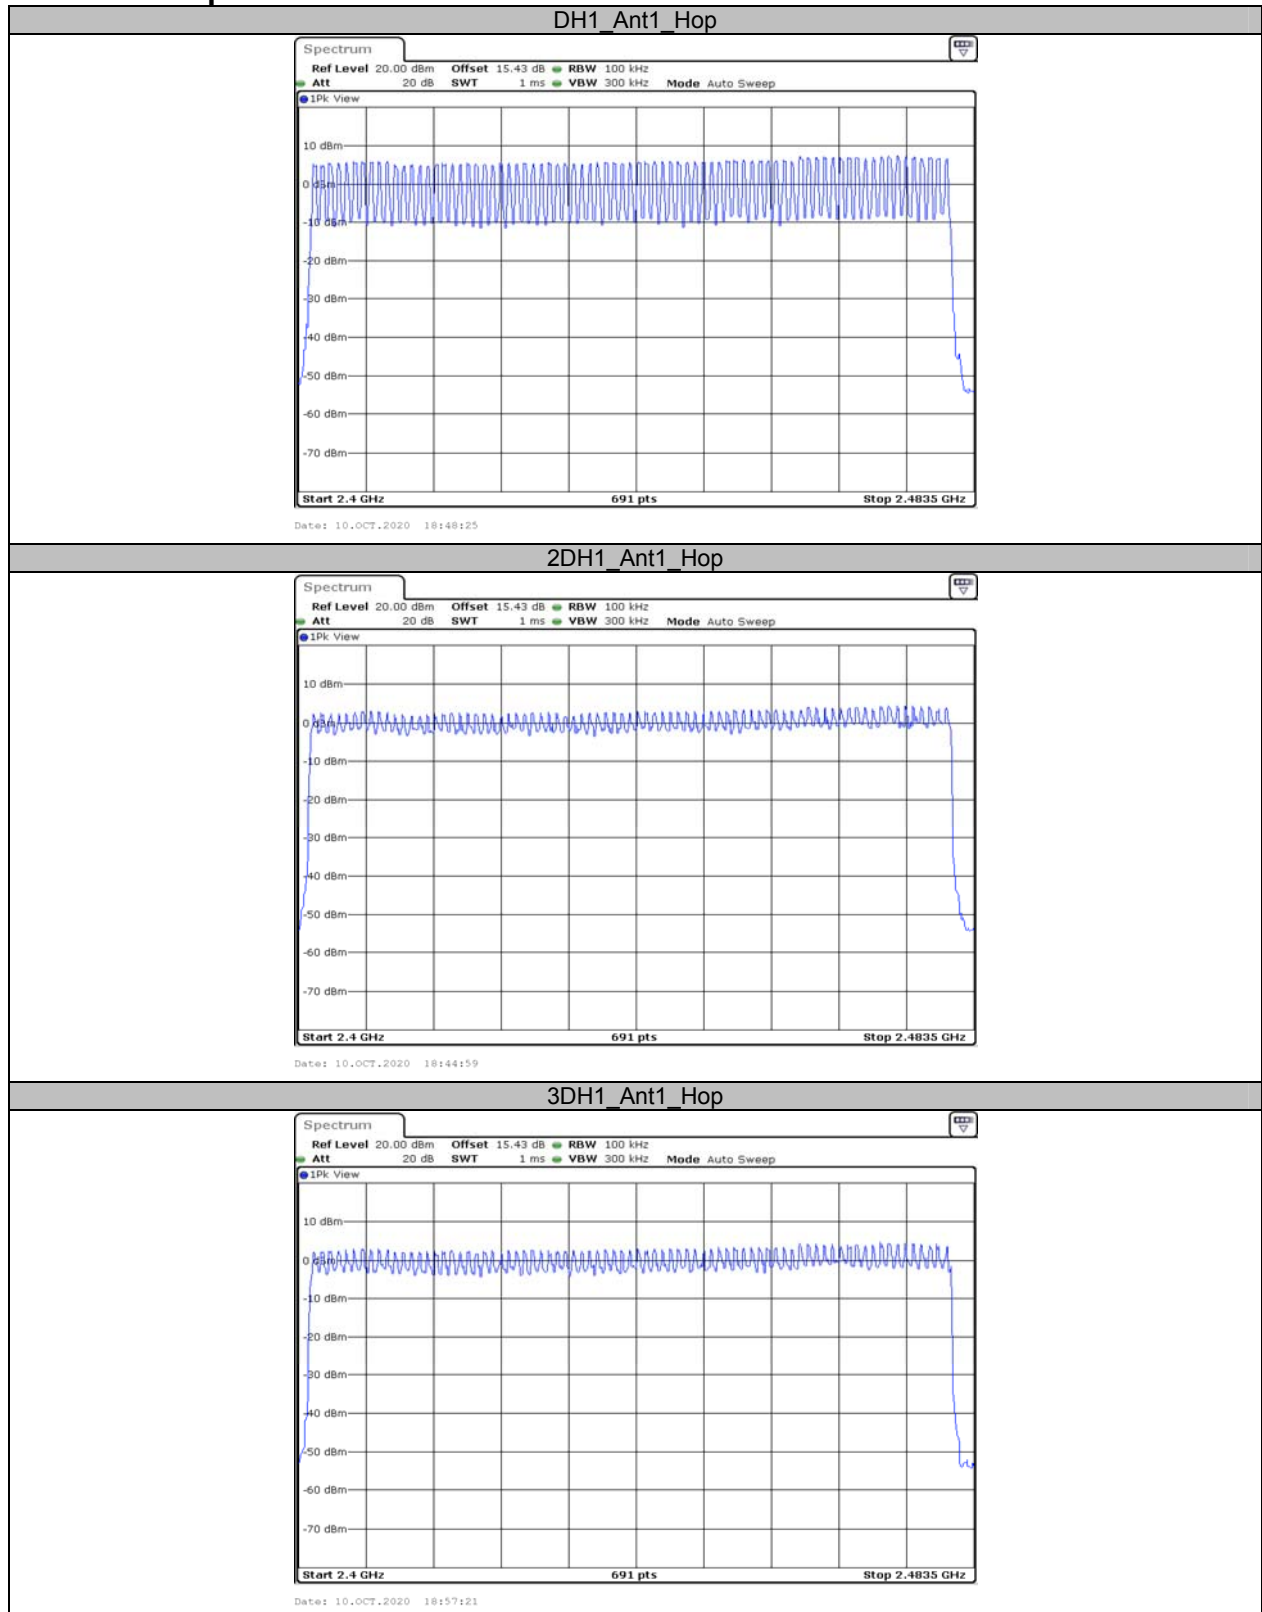 DH1_Ant1_Hop
Spectrum
Ref Level 20.00 dBm Offset 15.43 dB RBW 100 kHz
Att 20 dB SWT 1 ms VBW 300 kHz Mode Auto Sweep
1Pk View
10 dBm
0 dBm
-10 dBm
-20 dBm
-30 dBm
-40 dBm
-50 dBm
-60 dBm
-70 dBm
Start 2.4 GHz 691 pts Stop 2.4835 GHz
Date: 10.OCT.2020 18:48:25
2DH1_Ant1_Hop
Spectrum
Ref Level 20.00 dBm Offset 15.43 dB RBW 100 kHz
Att 20 dB SWT 1 ms VBW 300 kHz Mode Auto Sweep
1Pk View
10 dBm
0 dBm
-10 dBm
-20 dBm
-30 dBm
-40 dBm
-50 dBm
-60 dBm
-70 dBm
Start 2.4 GHz 691 pts Stop 2.4835 GHz
Date: 10.OCT.2020 18:44:59
3DH1_Ant1_Hop
Spectrum
Ref Level 20.00 dBm Offset 15.43 dB RBW 100 kHz
Att 20 dB SWT 1 ms VBW 300 kHz Mode Auto Sweep
1Pk View
10 dBm
0 dBm
-10 dBm
-20 dBm
-30 dBm
-40 dBm
-50 dBm
-60 dBm
-70 dBm
Start 2.4 GHz 691 pts Stop 2.4835 GHz
Date: 10.OCT.2020 18:57:21